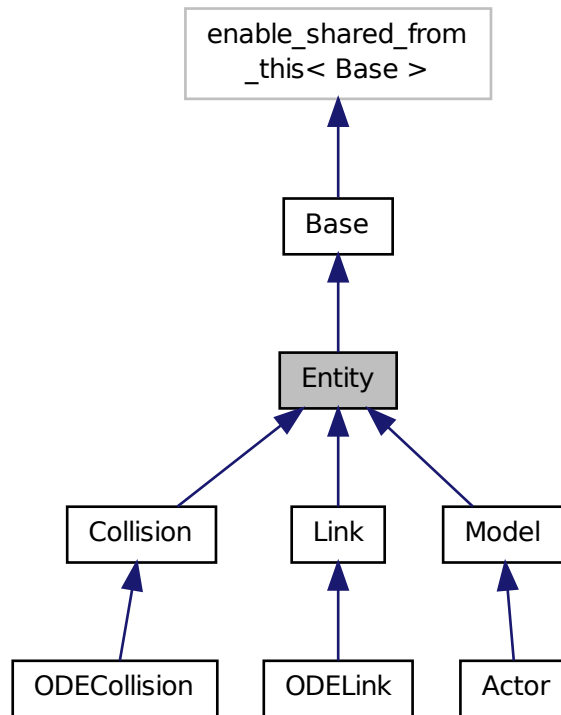 enable_shared_from
_this< Base >
Base
Entity
Collision
Link
Model
ODECollision
ODELink
Actor